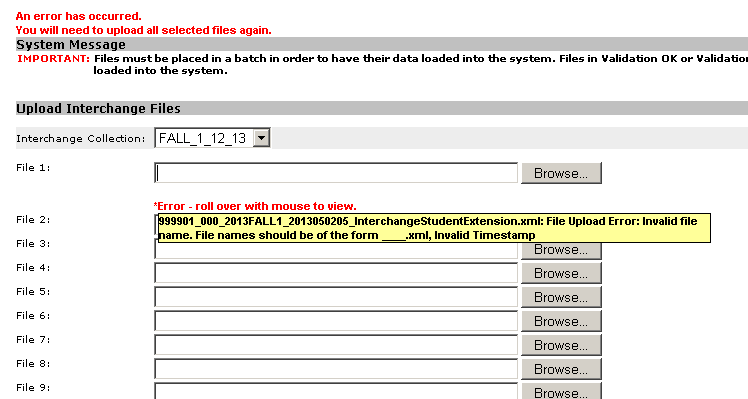 An error has occurred.
You will need to upload all selected files again.
System Message
IMPORTANT: Files must be placed in a batch in order to have their data loaded into the system. Files in Validation OK or Validation
loaded into the system.
Upload Interchange Files
Interchange Collection: FALL_1_12_13
File 1: Browse...
*Error - roll over with mouse to view.
File 2:
999901_000_2013FALL1_2013050205_InterchangeStudentExtension.xml: File Upload Error: Invalid file
name. File names should be of the form ____.xml, Invalid Timestamp
File 3: Browse...
File 4: Browse...
File 5: Browse...
File 6: Browse...
File 7: Browse...
File 8: Browse...
File 9: Browse...